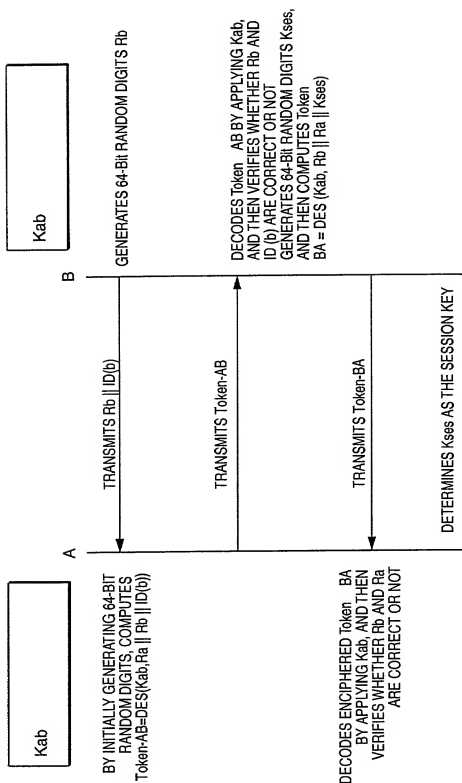 Kab
Kab
A
B
GENERATES 64-Bit RANDOM DIGITS Rb
TRANSMITS Rb || ID(b)
BY INITIALLY GENERATING 64-BIT
RANDOM DIGITS, COMPUTES
Token-AB=DES(Kab,Ra || Rb || ID(b))
TRANSMITS Token-AB
DECODES Token AB BY APPLYING Kab,
AND THEN VERIFIES WHETHER Rb AND
ID (b) ARE CORRECT OR NOT
GENERATES 64-Bit RANDOM DIGITS Kses,
AND THEN COMPUTES Token
BA = DES (Kab, Rb || Ra || Kses)
TRANSMITS Token-BA
DECODES ENCIPHERED Token BA
BY APPLYING Kab, AND THEN
VERIFIES WHETHER Rb AND Ra
ARE CORRECT OR NOT
DETERMINES Kses AS THE SESSION KEY